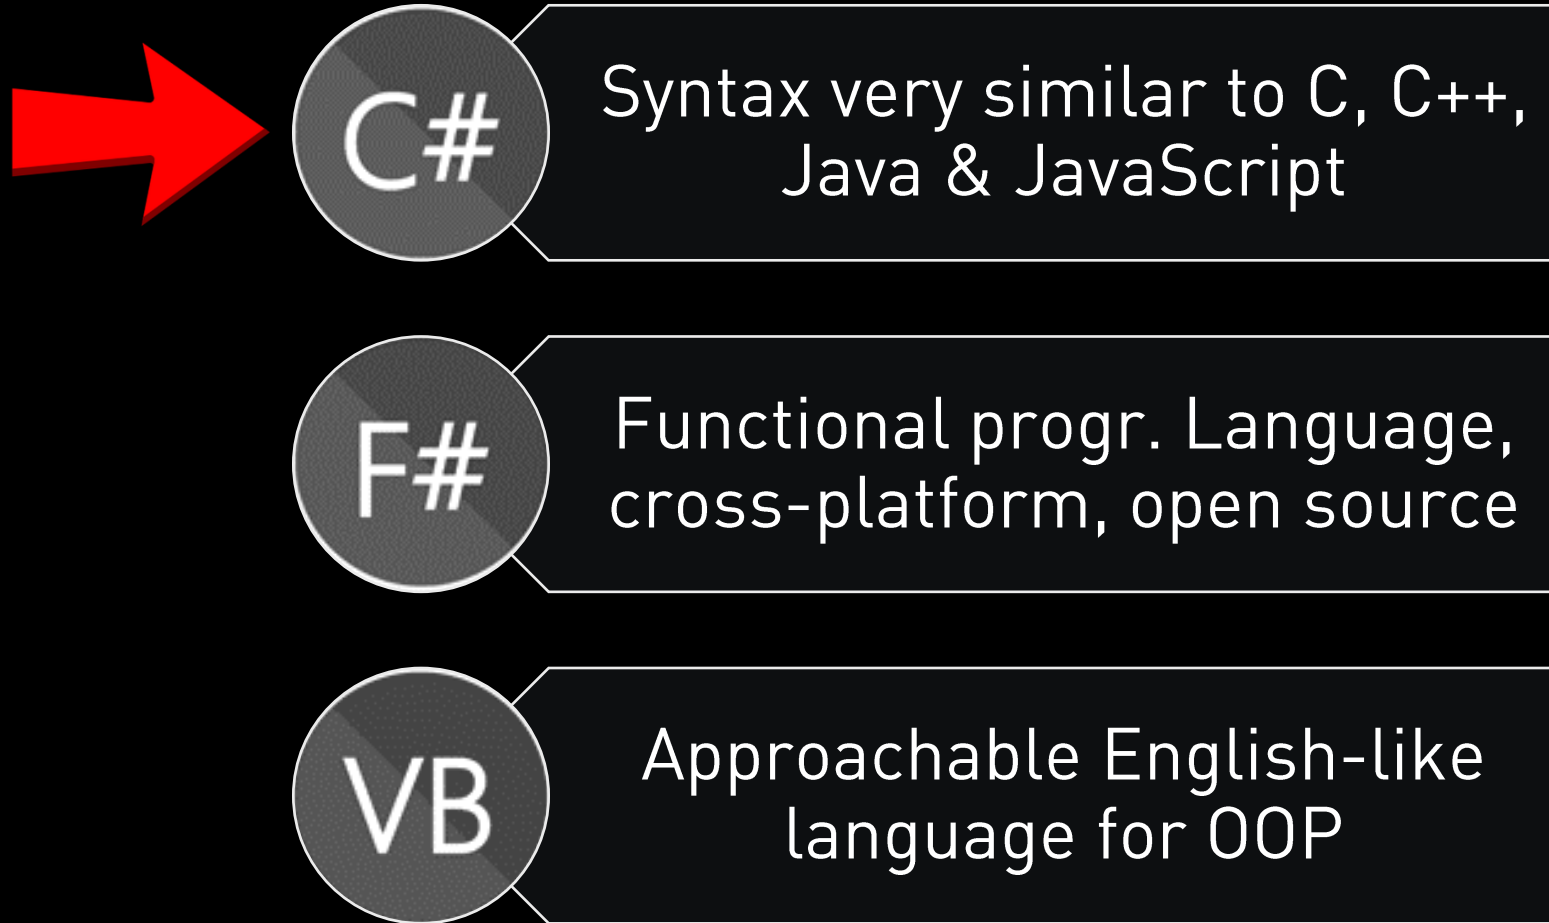 C#
Syntax very similar to C, C++,
Java & JavaScript
F#
Functional progr. Language,
cross-platform, open source
VB
Approachable English-like
language for OOP